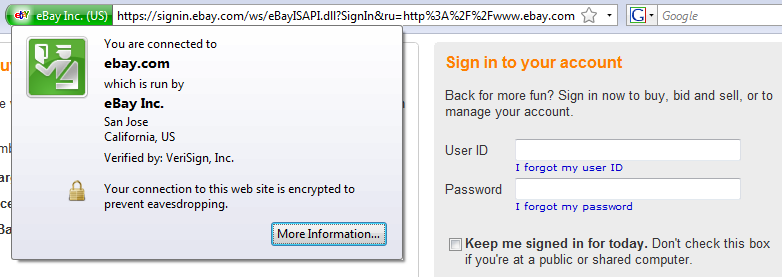 eBay Inc. (US)
https://signin.ebay.com/ws/eBayISAPI.dll?SignIn&ru=http%3A%2F%2Fwww.ebay.com
Google
You are connected to
ebay.com
which is run by
eBay Inc.
San Jose
California, US
Verified by: VeriSign, Inc.
Your connection to this web site is encrypted to
prevent eavesdropping.
More Information...
Sign in to your account
Back for more fun? Sign in now to buy, bid and sell, or to
manage your account.
User ID
I forgot my user ID
Password
I forgot my password
Keep me signed in for today. Don't check this box
if you're at a public or shared computer.